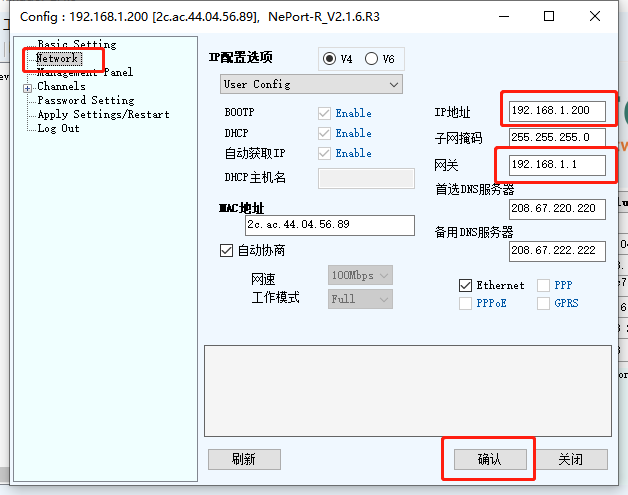 Config : 192.168.1.200 [2c.ac.44.04.56.89], NePort-R_V2.1.6.R3
Basic Setting
Network
Management Panel
Channels
Password Setting
Apply Settings/Restart
Log Out
IP配置选项
V4
V6
User Config
BOOTP
Enable
DHCP
Enable
自动获取IP
Enable
DHCP主机名
MAC地址
2c.ac.44.04.56.89
自动协商
网速
100Mbps
工作模式
Full
IP地址
192.168.1.200
子网掩码
255.255.255.0
网关
192.168.1.1
首选DNS服务器
208.67.220.220
备用DNS服务器
208.67.222.222
Ethernet
PPP
PPPoE
GPRS
刷新
确认
关闭